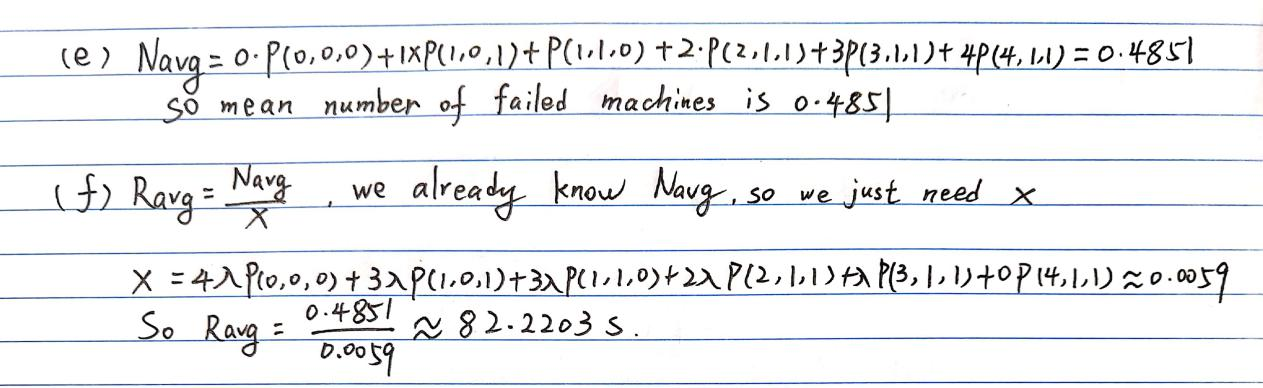 (e) Navg = 0·P(0,0,0)+1×P(1,0,1)+P(1,1,0)+2·P(2,1,1)+3P(3,1,1)+4P(4,1,1) = 0.4851
so mean number of failed machines is 0.4851
(f) Ravg = Navg/X , we already know Navg, so we just need X
X = 4λP(0,0,0)+3λP(1,0,1)+3λP(1,1,0)+2λP(2,1,1)+λP(3,1,1)+0P(4,1,1) ≈ 0.0059
So Ravg = 0.4851/0.0059 ≈ 82.2203 s.